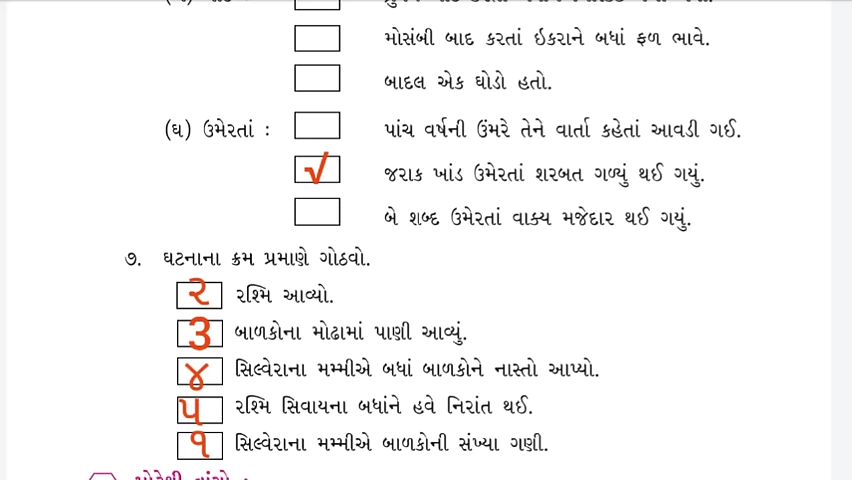 મોસંબી બાદ કરતાં ઇકરાને બધાં ફળ ભાવે.
બાદલ એક ઘોડો હતો.
(ઘ) ઉમેરતાં : પાંચ વર્ષની ઉંમરે તેને વાર્તા કહેતાં આવડી ગઈ.
√ જરાક ખાંડ ઉમેરતાં શરબત ગળ્યું થઈ ગયું.
બે શબ્દ ઉમેરતાં વાક્ય મજેદાર થઈ ગયું.
૭. ઘટનાના ક્રમ પ્રમાણે ગોઠવો.
૨ રશ્મિ આવ્યો.
૩ બાળકોના મોઢામાં પાણી આવ્યું.
૪ સિલ્વેરાના મમ્મીએ બધાં બાળકોને નાસ્તો આપ્યો.
૫ રશ્મિ સિવાયના બધાંને હવે નિરાંત થઈ.
૧ સિલ્વેરાના મમ્મીએ બાળકોની સંખ્યા ગણી.